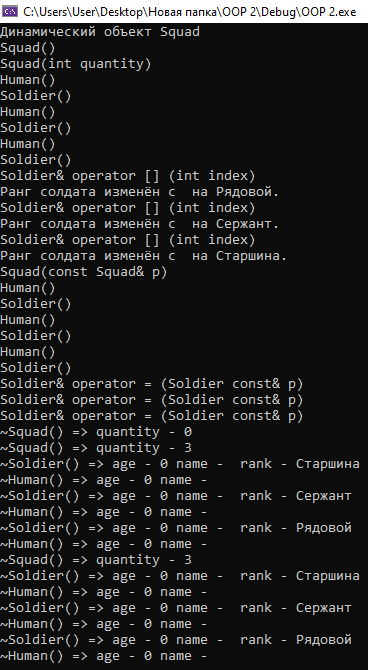 C:\Users\User\Desktop\Новая папка\OOP 2\Debug\OOP 2.exe
Динамический объект Squad
Squad()
Squad(int quantity)
Human()
Soldier()
Human()
Soldier()
Human()
Soldier()
Soldier& operator [] (int index)
Ранг солдата изменён с  на Рядовой.
Soldier& operator [] (int index)
Ранг солдата изменён с  на Сержант.
Soldier& operator [] (int index)
Ранг солдата изменён с  на Старшина.
Squad(const Squad& p)
Human()
Soldier()
Human()
Soldier()
Human()
Soldier()
Soldier& operator = (Soldier const& p)
Soldier& operator = (Soldier const& p)
Soldier& operator = (Soldier const& p)
~Squad() => quantity - 0
~Squad() => quantity - 3
~Soldier() => age - 0 name -  rank - Старшина
~Human() => age - 0 name -
~Soldier() => age - 0 name -  rank - Сержант
~Human() => age - 0 name -
~Soldier() => age - 0 name -  rank - Рядовой
~Human() => age - 0 name -
~Squad() => quantity - 3
~Soldier() => age - 0 name -  rank - Старшина
~Human() => age - 0 name -
~Soldier() => age - 0 name -  rank - Сержант
~Human() => age - 0 name -
~Soldier() => age - 0 name -  rank - Рядовой
~Human() => age - 0 name -